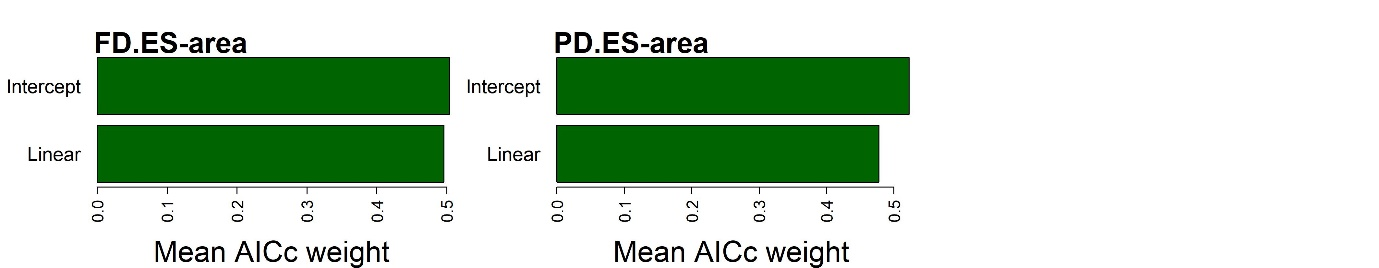 FD.ES-area
Intercept
Linear
0.0 0.1 0.2 0.3 0.4 0.5
Mean AICc weight
PD.ES-area
Intercept
Linear
0.0 0.1 0.2 0.3 0.4 0.5
Mean AICc weight